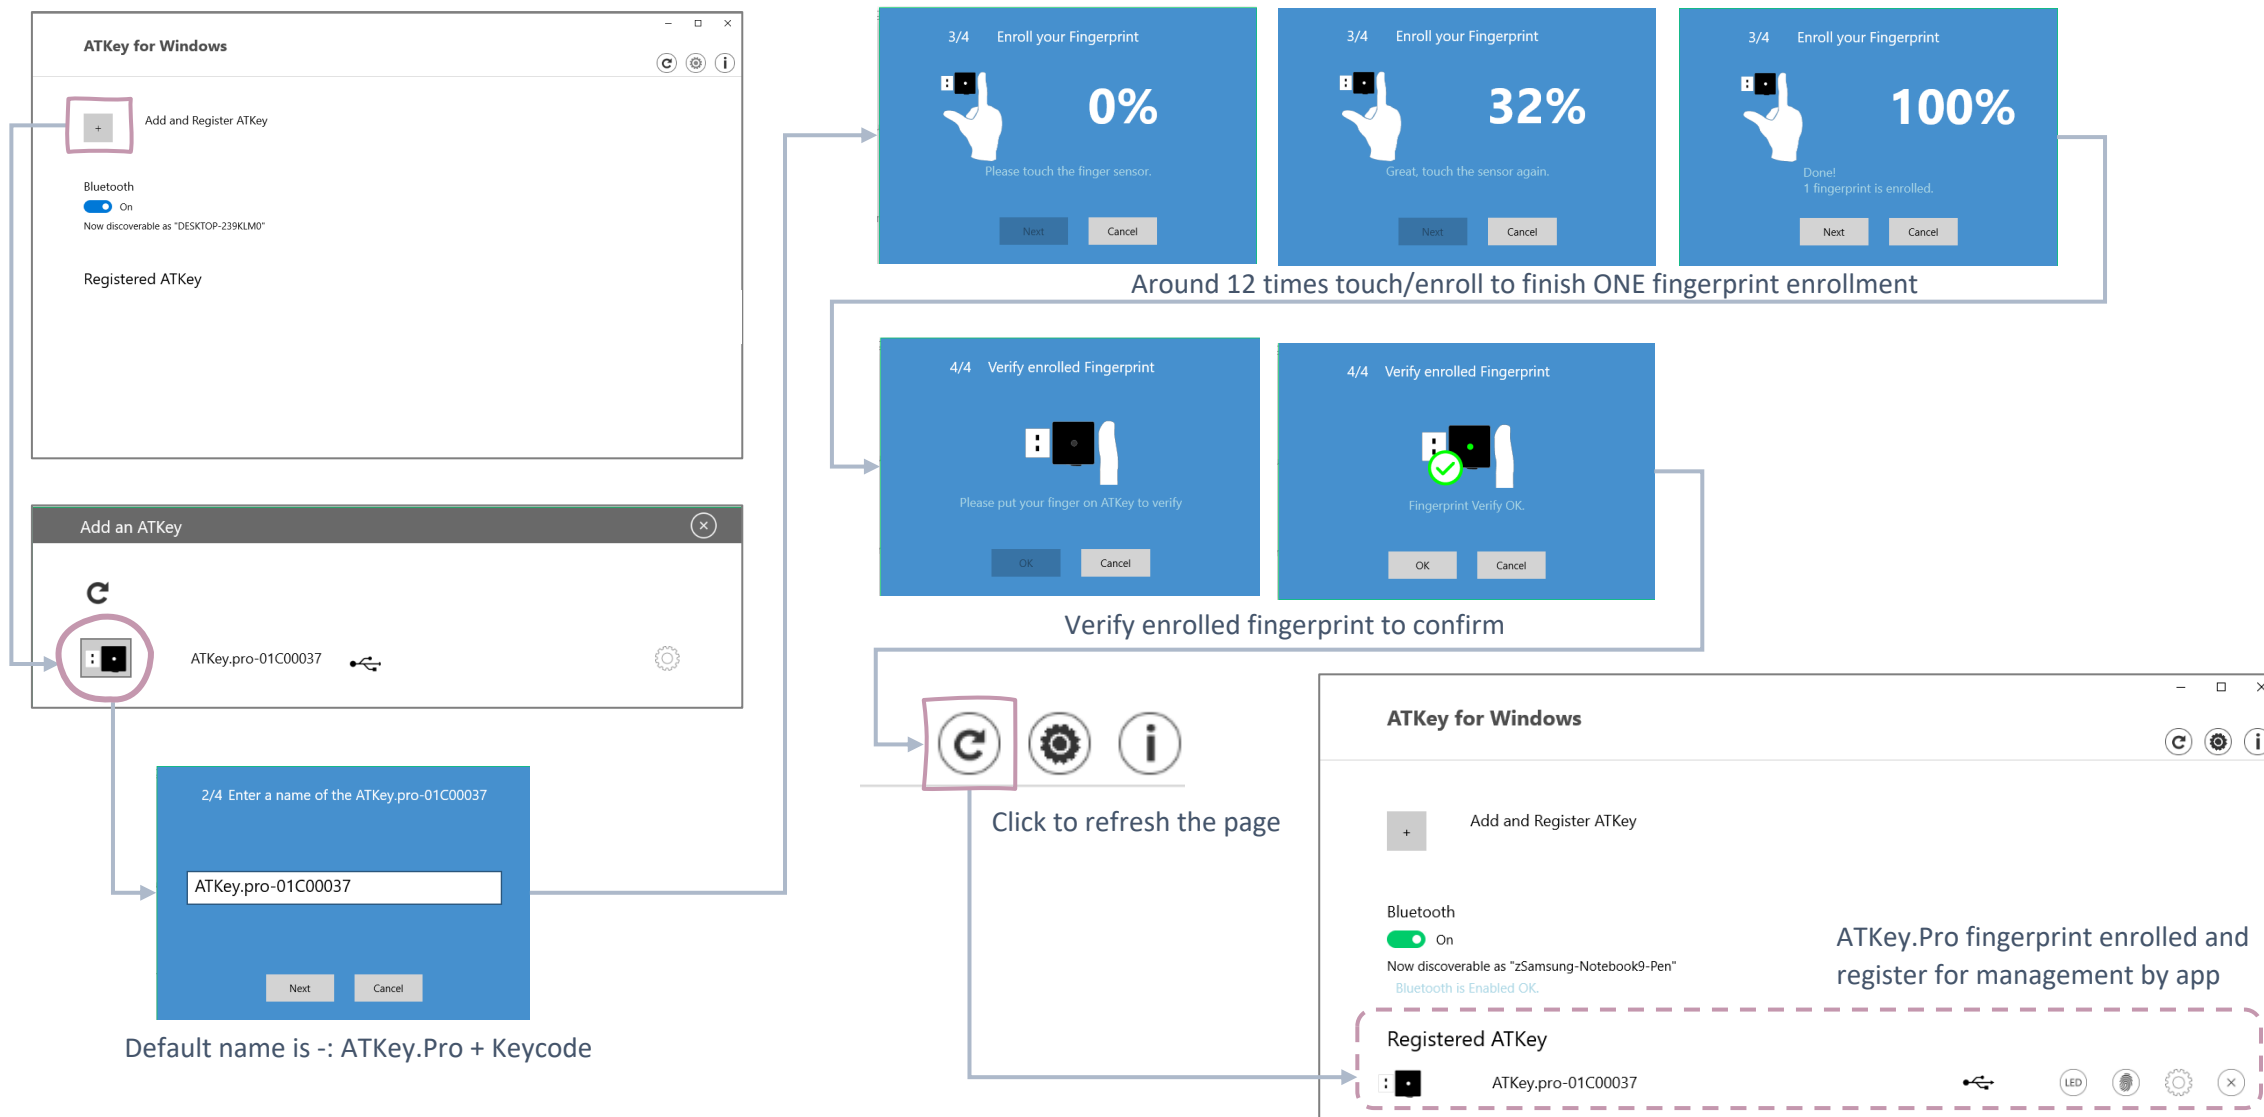 ATKey for Windows
+
Add and Register ATKey
Bluetooth
On
Now discoverable as "DESKTOP-239KLM0"
Registered ATKey
Add an ATKey
ATKey.pro-01C00037
2/4 Enter a name of the ATKey.pro-01C00037
ATKey.pro-01C00037
Next Cancel
Default name is -: ATKey.Pro + Keycode
3/4 Enroll your Fingerprint
0%
Please touch the finger sensor.
Next Cancel
3/4 Enroll your Fingerprint
32%
Great, touch the sensor again.
Next Cancel
3/4 Enroll your Fingerprint
100%
Done!
1 fingerprint is enrolled.
Next Cancel
Around 12 times touch/enroll to finish ONE fingerprint enrollment
4/4 Verify enrolled Fingerprint
Please put your finger on ATKey to verify
OK Cancel
4/4 Verify enrolled Fingerprint
Fingerprint Verify OK.
OK Cancel
Verify enrolled fingerprint to confirm
Click to refresh the page
ATKey for Windows
+
Add and Register ATKey
Bluetooth
On
Now discoverable as "zSamsung-Notebook9-Pen"
Bluetooth is Enabled OK.
ATKey.Pro fingerprint enrolled and
register for management by app
Registered ATKey
ATKey.pro-01C00037
LED